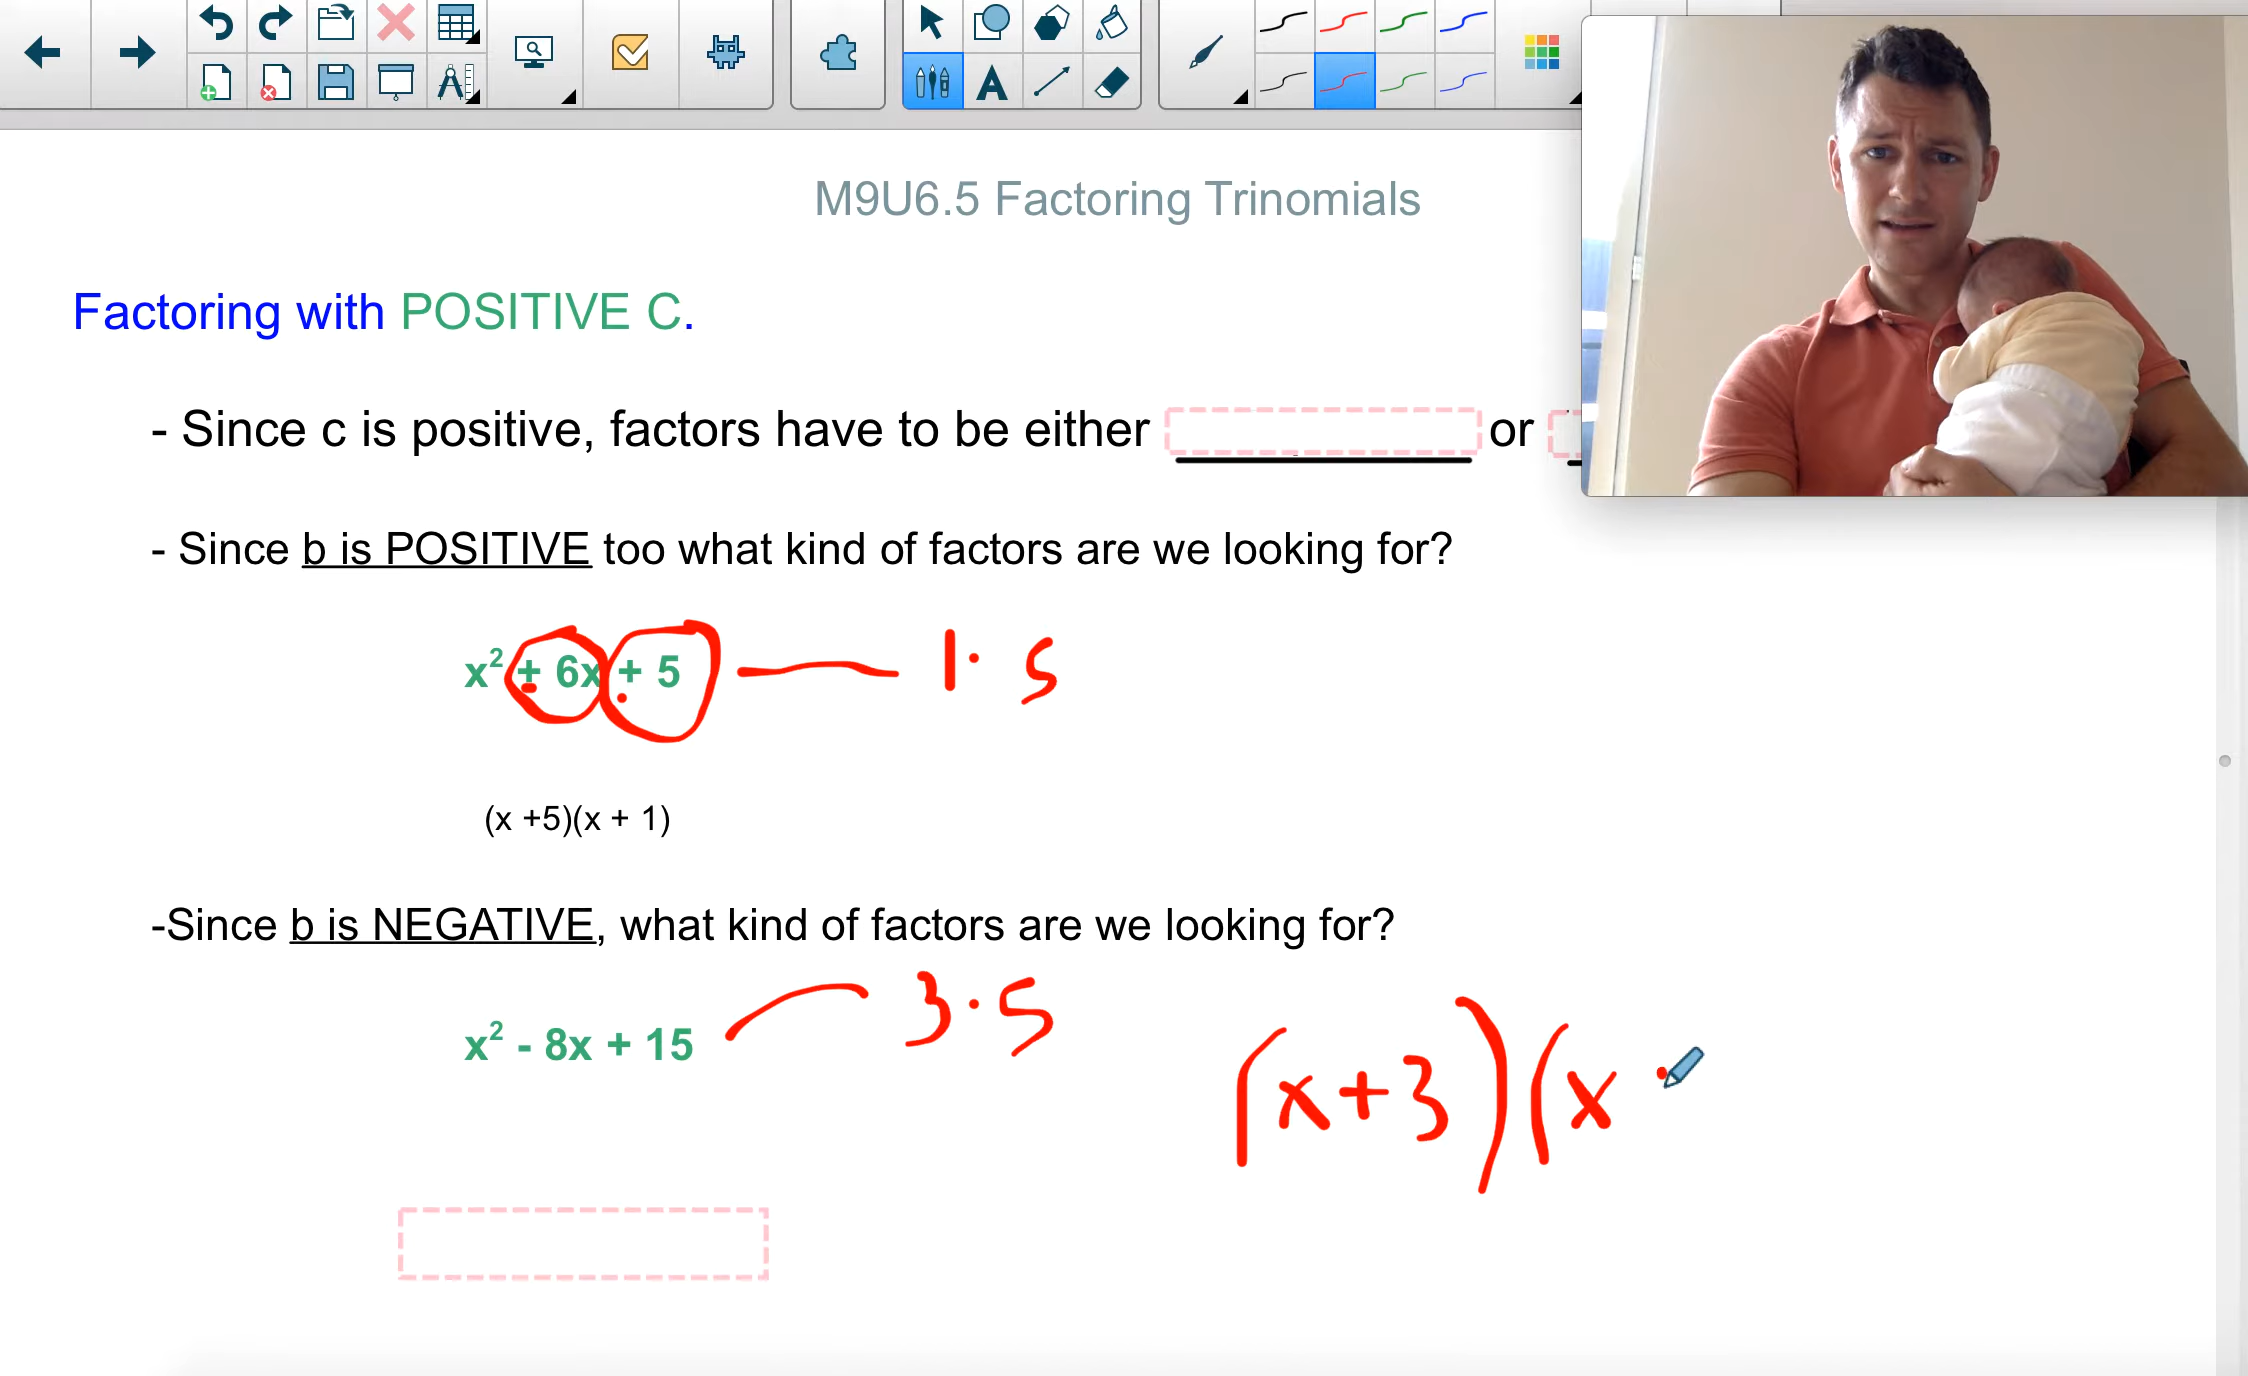 M9U6.5 Factoring Trinomials
Factoring with POSITIVE C.
- Since c is positive, factors have to be either or
- Since b is POSITIVE too what kind of factors are we looking for?
x² + 6x + 5 1 · 5
(x +5)(x + 1)
-Since b is NEGATIVE, what kind of factors are we looking for?
x² - 8x + 15 3 · 5
(x+3)(x